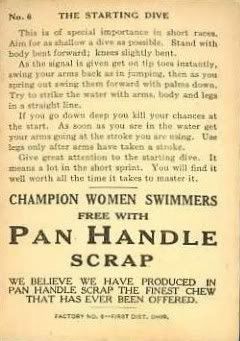 No. 6 THE STARTING DIVE
This is of special importance in short races.
Aim for as shallow a dive as possible. Stand with
body bent forward; knees slightly bent.
As the signal is given get on tip toes instantly,
swing your arms back as in jumping, then as you
spring out swing them forward with palms down.
Try to strike the water with arms, body and legs
in a straight line.
If you go down deep you kill your chances
at the start. As soon as you are in the water get
your arms going at the stroke you are using. Use
legs only after arms have taken a stroke.
Give great attention to the starting dive. It
means a lot in the short sprint. You will find it
well worth all the time it takes to master it.
CHAMPION WOMEN SWIMMERS
FREE WITH
PAN HANDLE
SCRAP
WE BELIEVE WE HAVE PRODUCED IN
PAN HANDLE SCRAP THE FINEST CHEW
THAT HAS EVER BEEN OFFERED.
FACTORY NO. 6—FIRST DIST. OHIO.